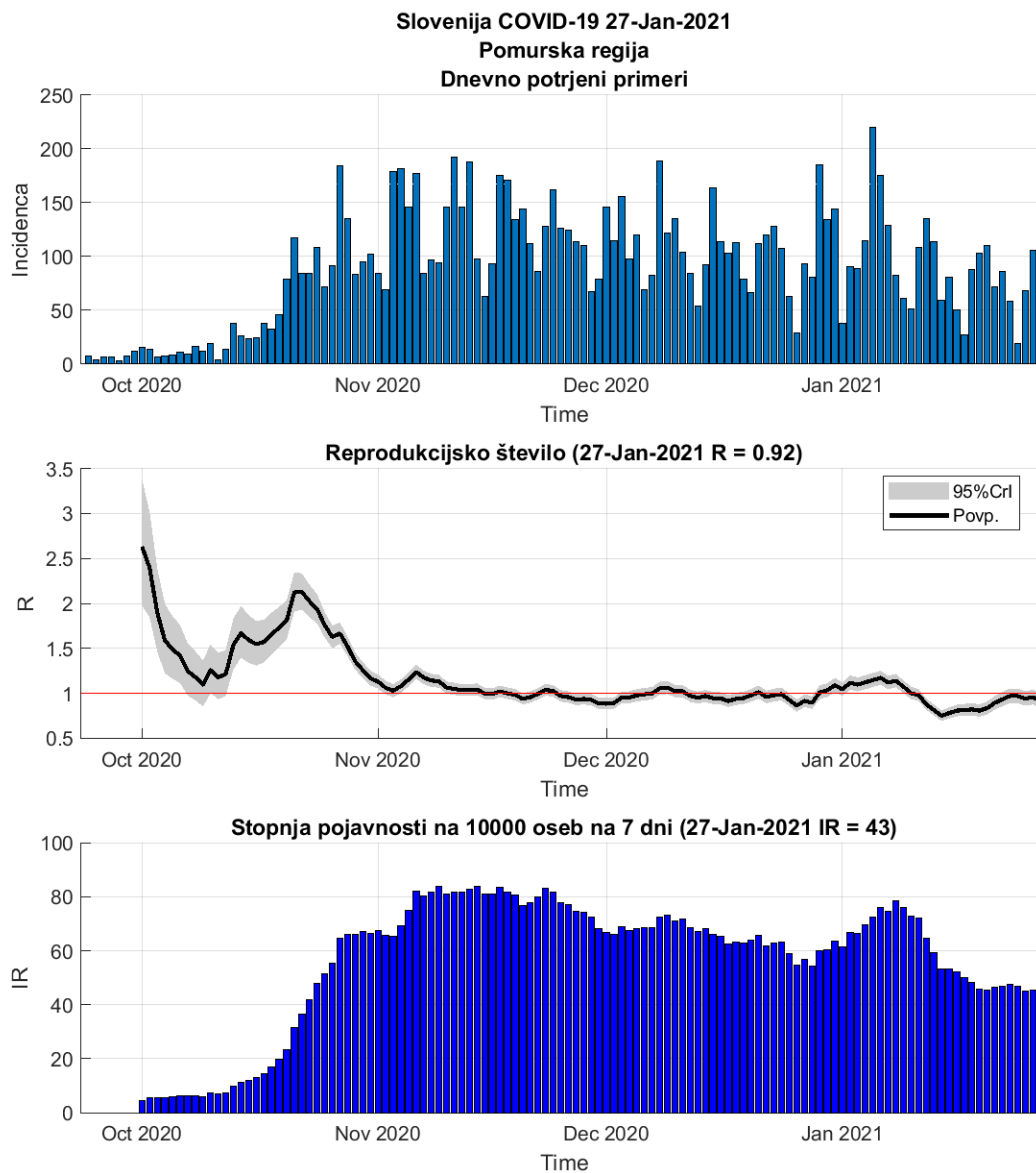 Slovenija COVID-19 27-Jan-2021
Pomurska regija
Dnevno potrjeni primeri
250
200
150
100
50
0
Incidenca
Oct 2020 Nov 2020 Dec 2020 Jan 2021
Time
Reprodukcijsko število (27-Jan-2021 R = 0.92)
3.5
3
2.5
2
1.5
1
0.5
R
95%CrI
Povp.
Oct 2020 Nov 2020 Dec 2020 Jan 2021
Time
Stopnja pojavnosti na 10000 oseb na 7 dni (27-Jan-2021 IR = 43)
100
80
60
40
20
0
IR
Oct 2020 Nov 2020 Dec 2020 Jan 2021
Time